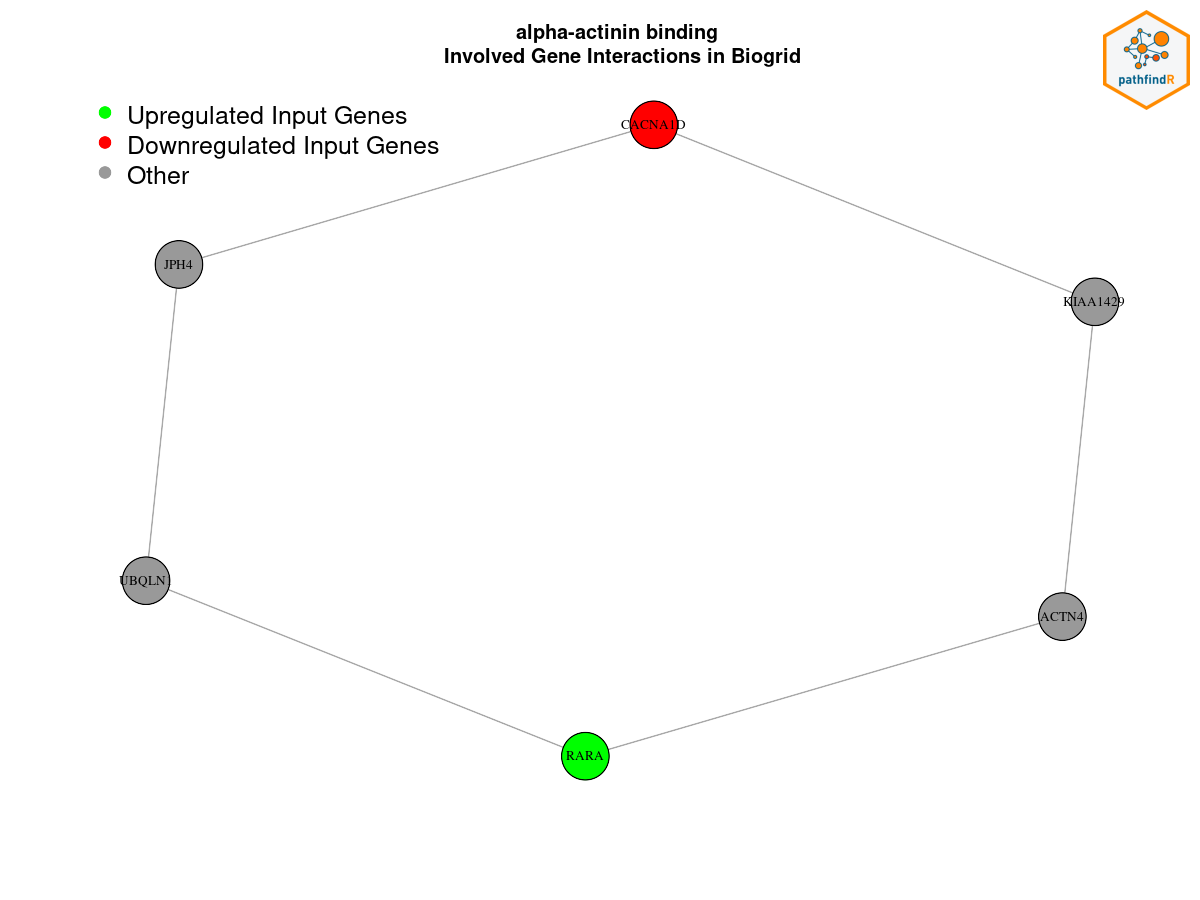 alpha-actinin binding
Involved Gene Interactions in Biogrid
pathfindR
Upregulated Input Genes
Downregulated Input Genes
Other
CACNA1D
JPH4
KIAA1429
ACTN4
RARA